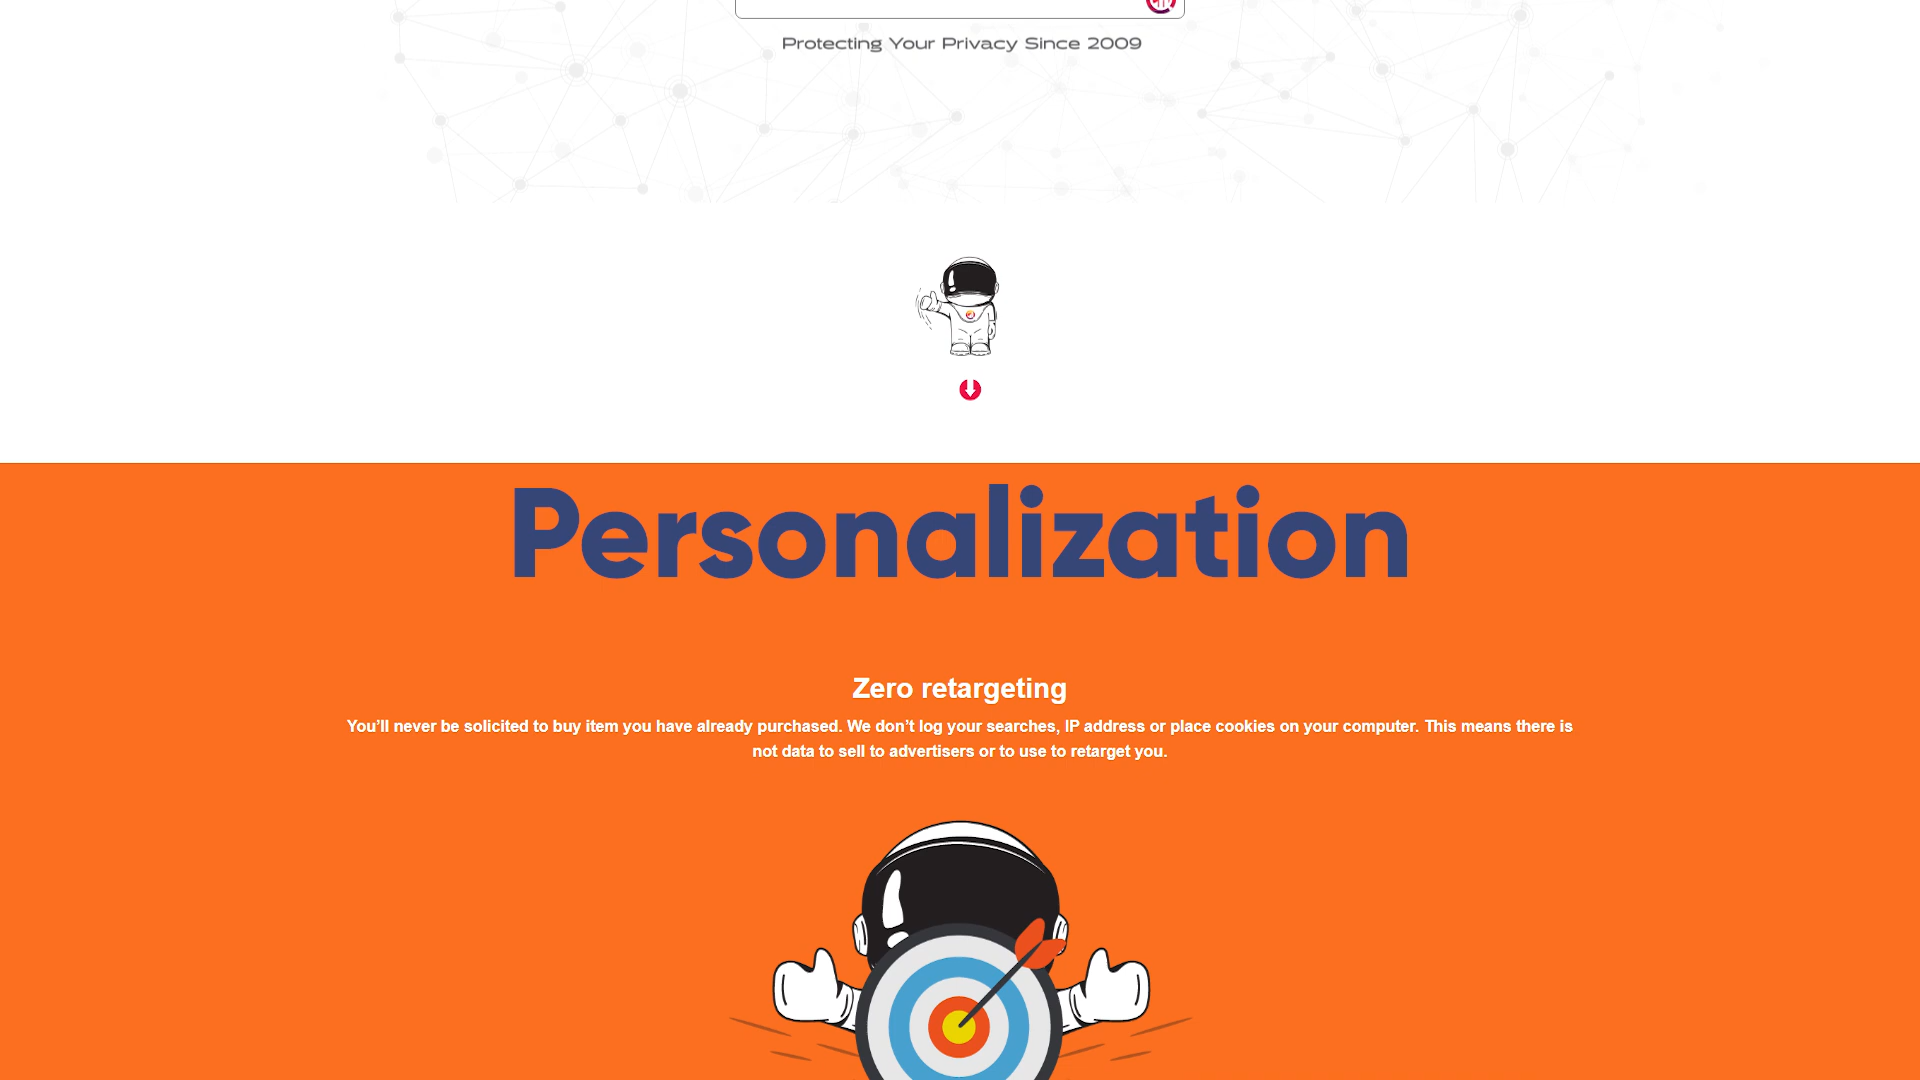 Protecting Your Privacy Since 2009
Personalization
Zero retargeting
You’ll never be solicited to buy item you have already purchased. We don’t log your searches, IP address or place cookies on your computer. This means there is
not data to sell to advertisers or to use to retarget you.